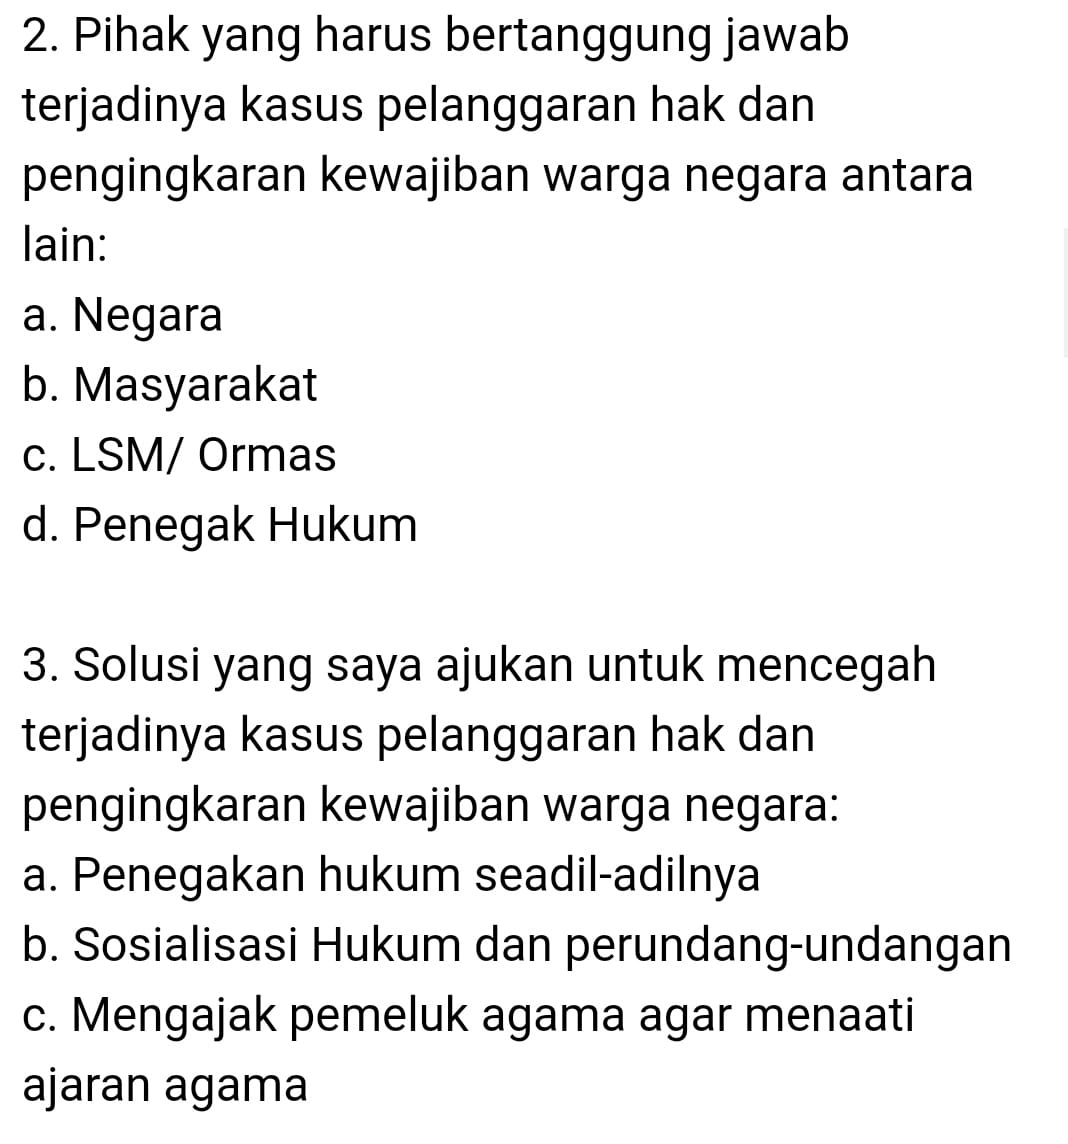 2. Pihak yang harus bertanggung jawab
terjadinya kasus pelanggaran hak dan
pengingkaran kewajiban warga negara antara
lain:
a. Negara
b. Masyarakat
c. LSM/ Ormas
d. Penegak Hukum
3. Solusi yang saya ajukan untuk mencegah
terjadinya kasus pelanggaran hak dan
pengingkaran kewajiban warga negara:
a. Penegakan hukum seadil-adilnya
b. Sosialisasi Hukum dan perundang-undangan
c. Mengajak pemeluk agama agar menaati
ajaran agama